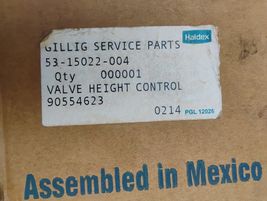 Haldex
GILLIG SERVICE PARTS
53-15022-004
Qty 000001
VALVE HEIGHT CONTROL
90554623
0214 PGL 12026
Assembled in Mexico